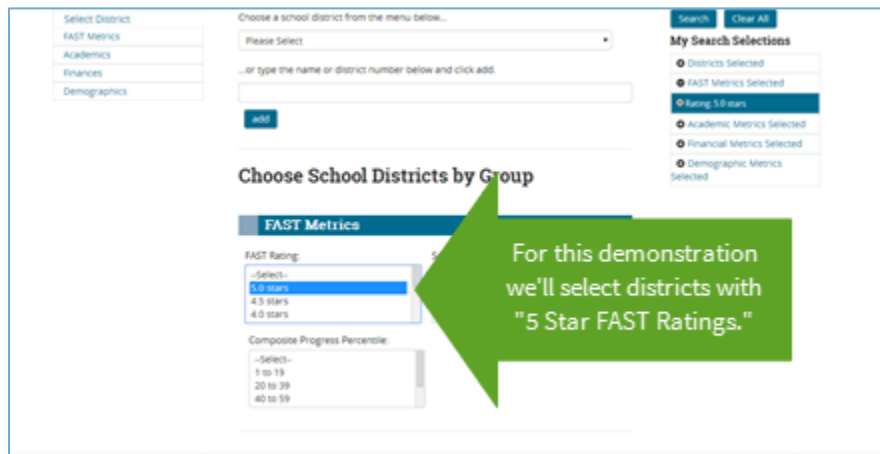 Select District
FAST Metrics
Academics
Finances
Demographics
Choose a school district from the menu below...
Please Select
...or type the name or district number below and click add.
add
Choose School Districts by Group
FAST Metrics
FAST Rating:
--Select--
5.0 stars
4.5 stars
4.0 stars
Composite Progress Percentile:
--Select--
1 to 19
20 to 39
40 to 59
For this demonstration
we'll select districts with
"5 Star FAST Ratings."
Search Clear All
My Search Selections
Districts Selected
FAST Metrics Selected
Rating: 5.0 stars
Academic Metrics Selected
Financial Metrics Selected
Demographic Metrics
Selected